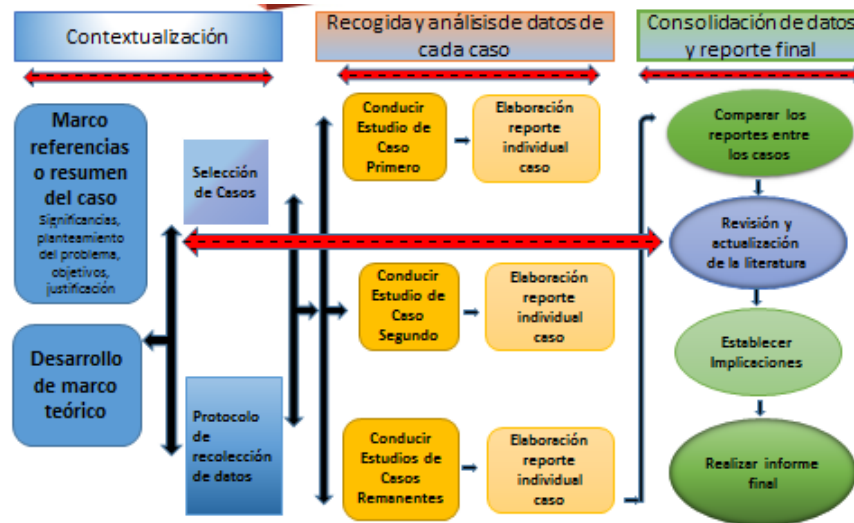 Contextualización
Recogida y análisis de datos de
cada caso
Consolidación de datos
y reporte final
Marco
referencias
o resumen
del caso
Significancias,
planteamiento
del problema,
objetivos,
justificación
Desarrollo
de marco
teórico
Selección
de Casos
Protocolo
de
recolección
de datos
Conducir
Estudio de
Caso
Primero
Elaboración
reporte
individual
caso
Conducir
Estudio de
Caso
Segundo
Elaboración
reporte
individual
caso
Conducir
Estudios de
Casos
Remanentes
Elaboración
reporte
individual
caso
Comparar los
reportes entre
los casos
Revisión y
actualización
de la literatura
Establecer
Implicaciones
Realizar informe
final